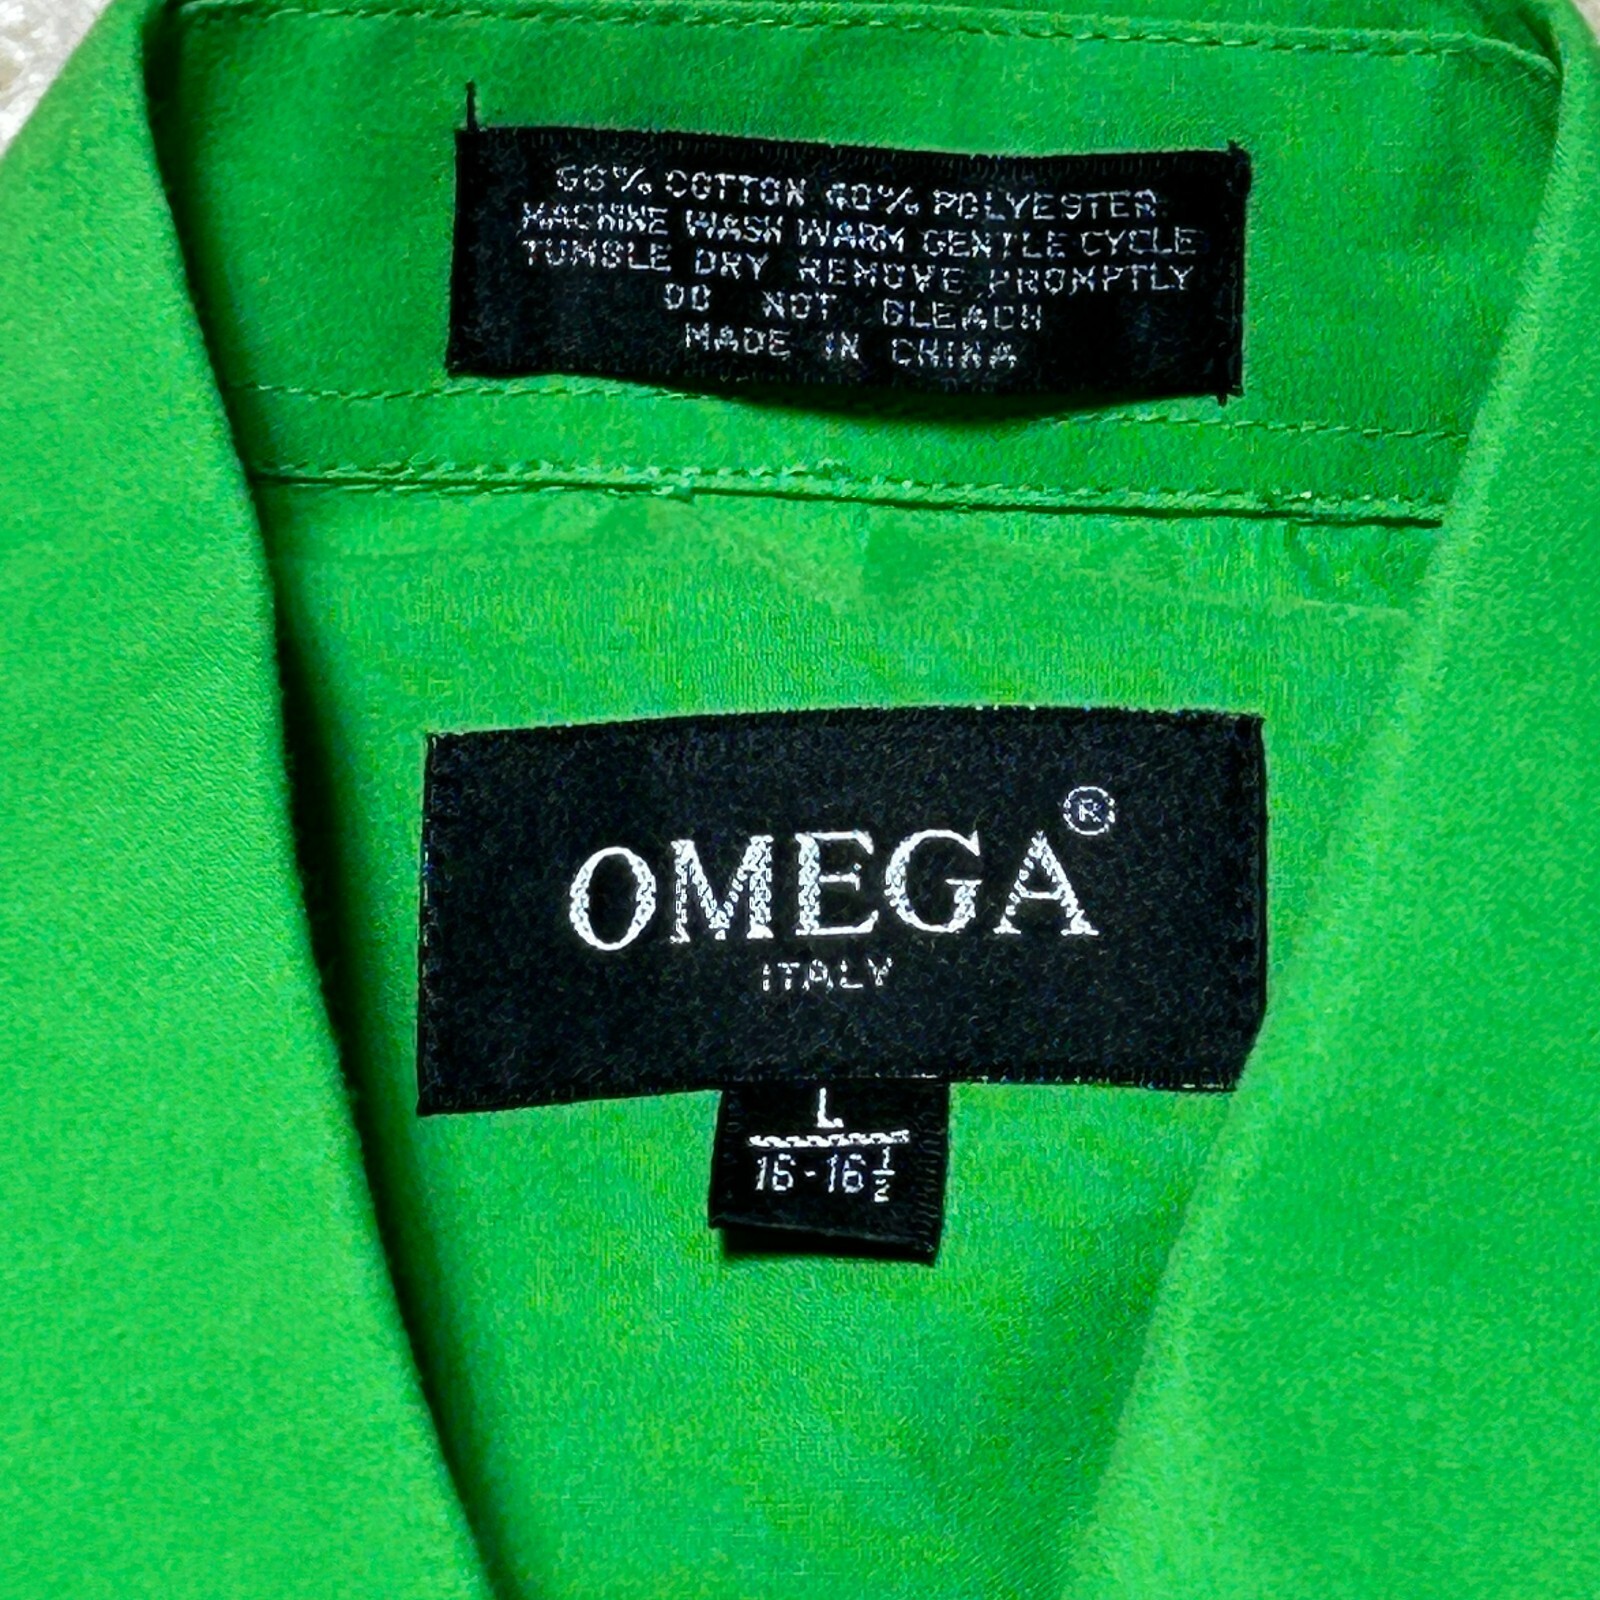 60% COTTON 40% POLYESTER
MACHINE WASH WARM GENTLE CYCLE
TUMBLE DRY REMOVE PROMPTLY
DO NOT BLEACH
MADE IN CHINA
OMEGA®
ITALY
L
16-16½